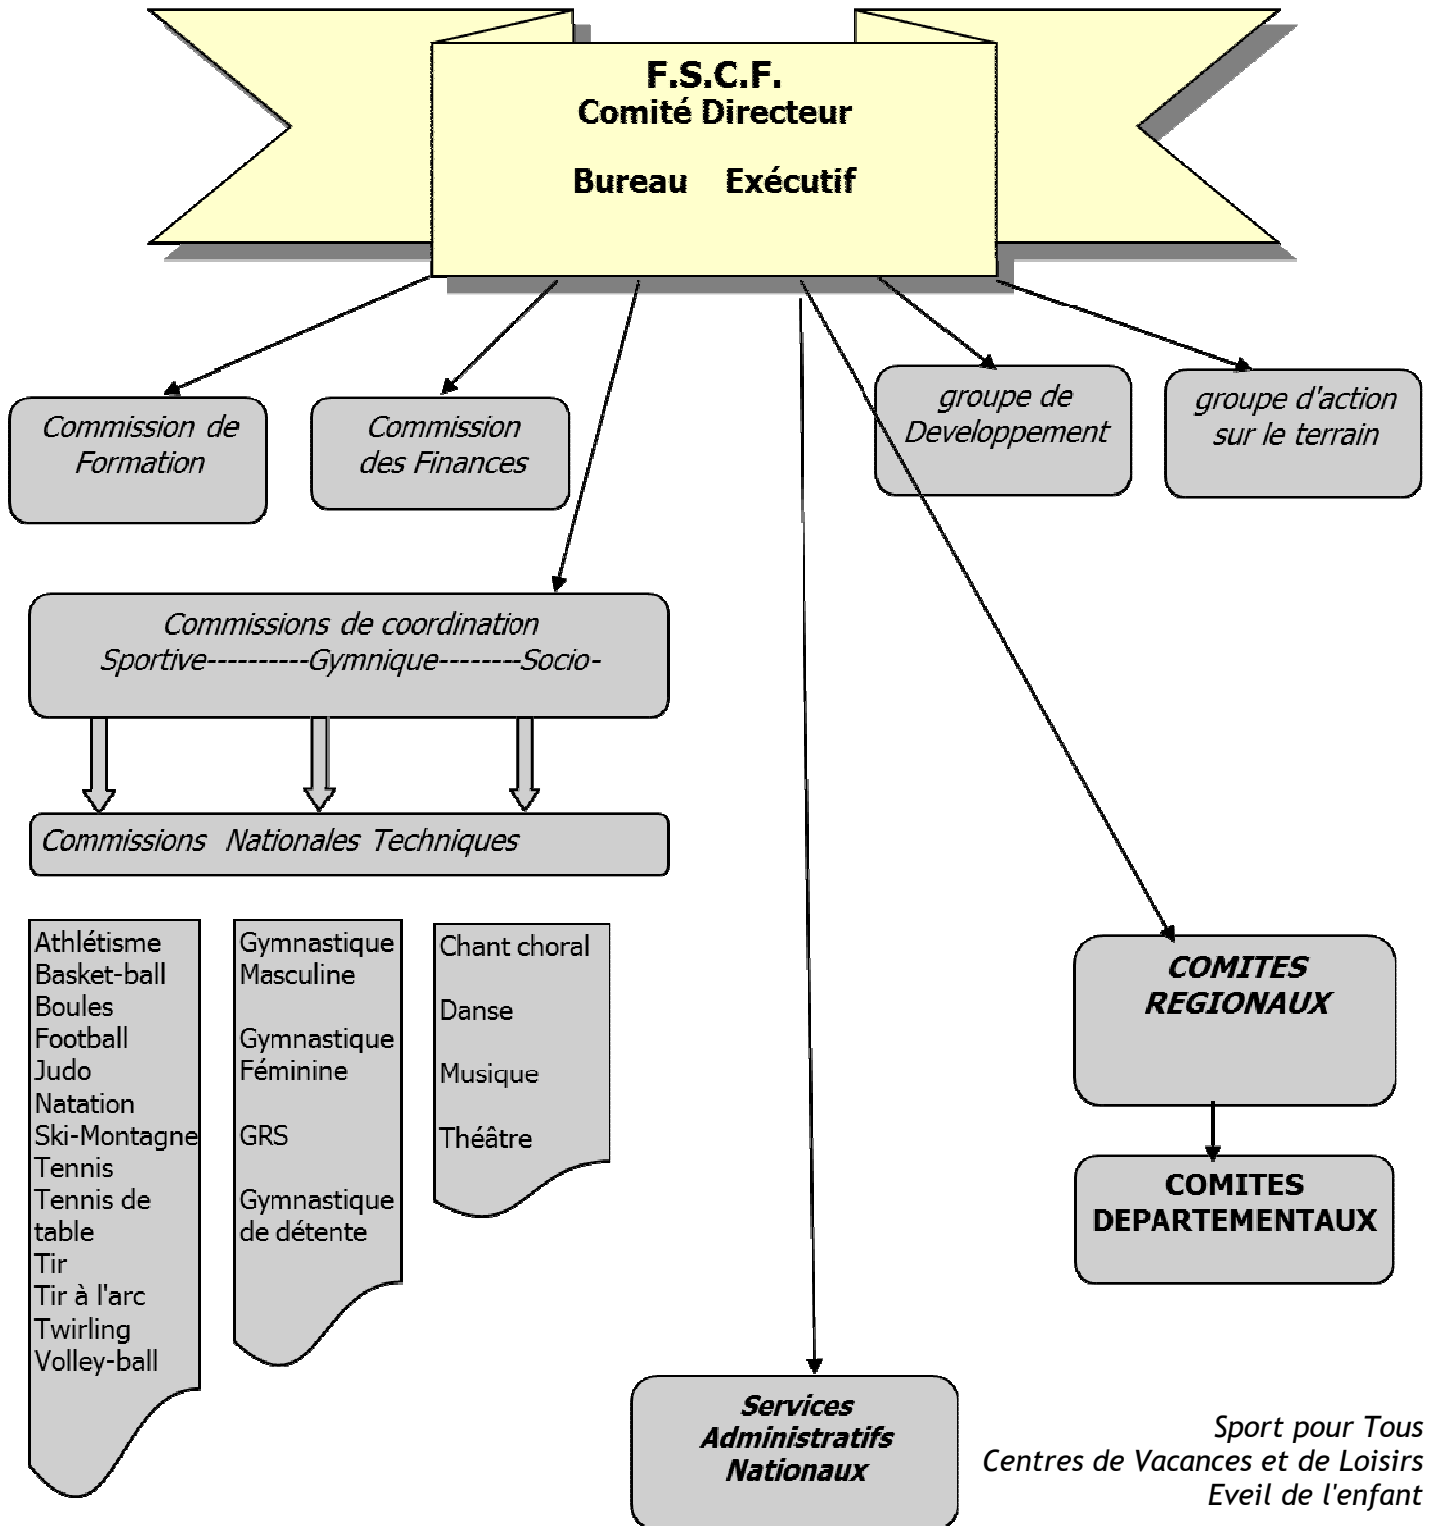 F.S.C.F.
Comité Directeur
Bureau Exécutif
Commission de
Formation
Commission
des Finances
groupe de
Developpement
groupe d'action
sur le terrain
Commissions de coordination
Sportive----------Gymnique--------Socio-
Commissions Nationales Techniques
Athlétisme
Basket-ball
Boules
Football
Judo
Natation
Ski-Montagne
Tennis
Tennis de
table
Tir
Tir à l'arc
Twirling
Volley-ball
Gymnastique
Masculine
Gymnastique
Féminine
GRS
Gymnastique
de détente
Chant choral
Danse
Musique
Théâtre
COMITES
REGIONAUX
COMITES
DEPARTEMENTAUX
Services
Administratifs
Nationaux
Sport pour Tous
Centres de Vacances et de Loisirs
Eveil de l'enfant